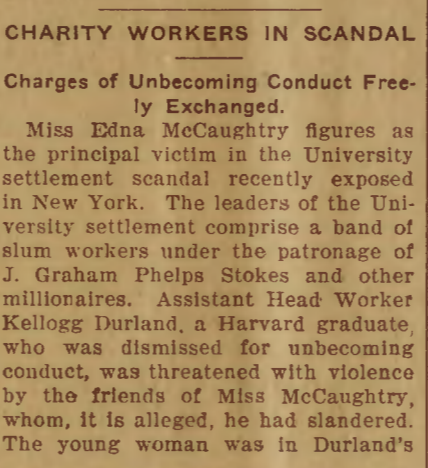 CHARITY WORKERS IN SCANDAL
Charges of Unbecoming Conduct Free-
ly Exchanged.
Miss Edna McCaughtry figures as
the principal victim in the University
settlement scandal recently exposed
in New York. The leaders of the Uni-
versity settlement comprise a band of
slum workers under the patronage of
J. Graham Phelps Stokes and other
millionaires. Assistant Head Worker
Kellogg Durland, a Harvard graduate,
who was dismissed for unbecoming
conduct, was threatened with violence
by the friends of Miss McCaughtry,
whom, it is alleged, he had slandered.
The young woman was in Durland's